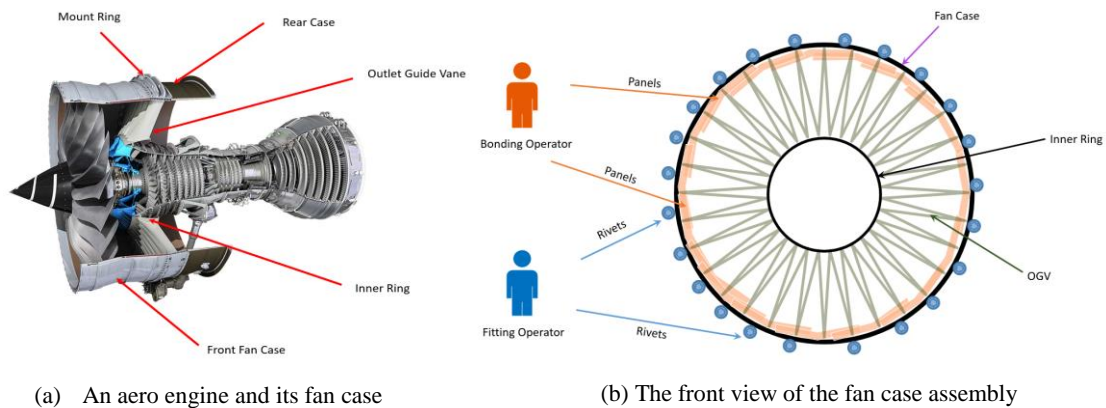 Mount Ring
Rear Case
Outlet Guide Vane
Inner Ring
Front Fan Case
(a) An aero engine and its fan case
Fan Case
Panels
Bonding Operator
Inner Ring
Panels
Rivets
OGV
Fitting Operator
Rivets
(b) The front view of the fan case assembly